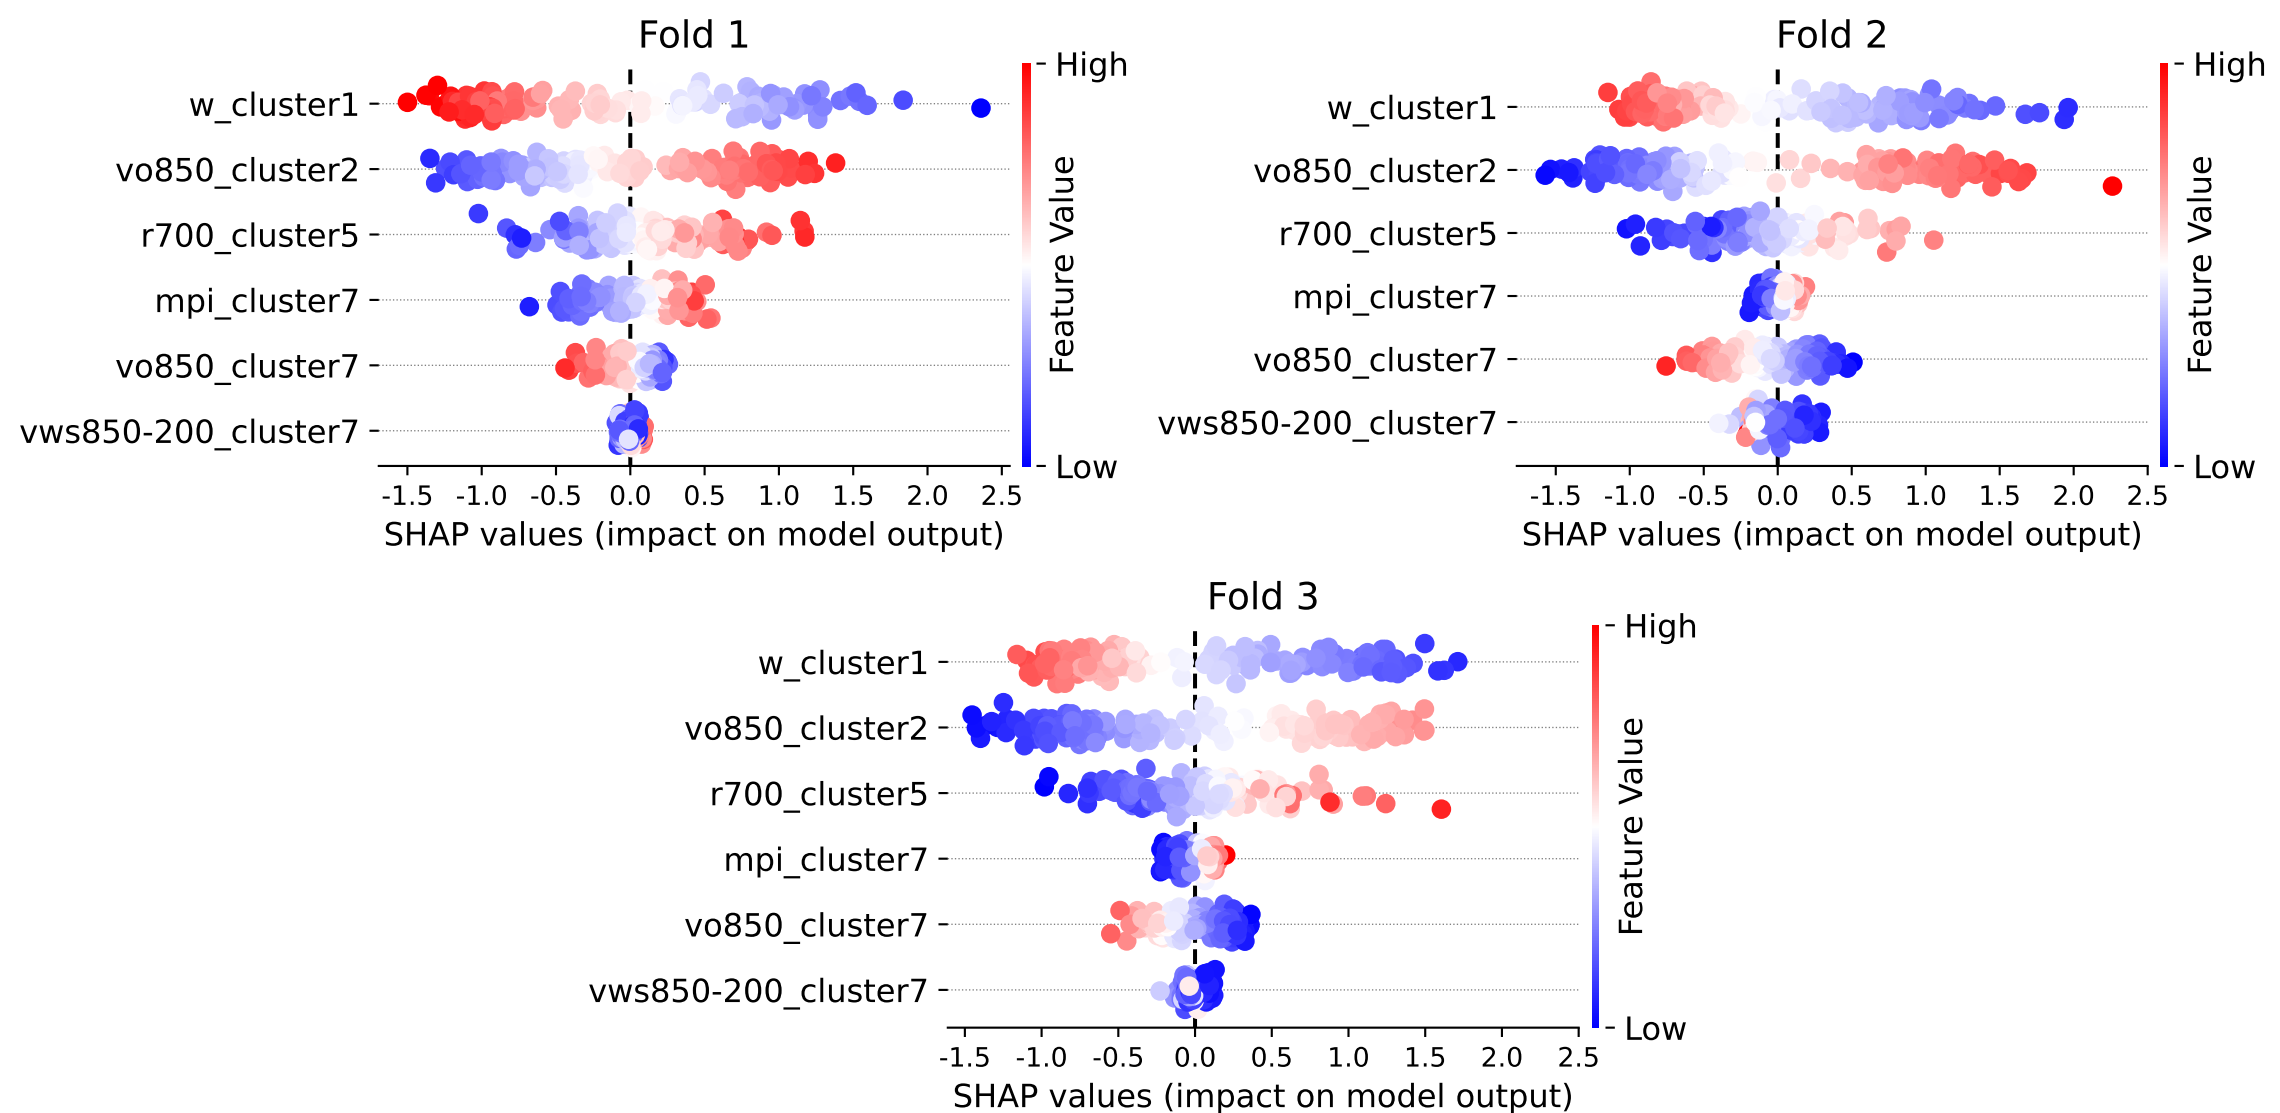 Fold 1
High
w_cluster1
vo850_cluster2
r700_cluster5
mpi_cluster7
vo850_cluster7
vws850-200_cluster7
Feature Value
Low
-1.5 -1.0 -0.5 0.0 0.5 1.0 1.5 2.0 2.5
SHAP values (impact on model output)
Fold 2
High
w_cluster1
vo850_cluster2
r700_cluster5
mpi_cluster7
vo850_cluster7
vws850-200_cluster7
Feature Value
Low
-1.5 -1.0 -0.5 0.0 0.5 1.0 1.5 2.0 2.5
SHAP values (impact on model output)
Fold 3
High
w_cluster1
vo850_cluster2
r700_cluster5
mpi_cluster7
vo850_cluster7
vws850-200_cluster7
Feature Value
Low
-1.5 -1.0 -0.5 0.0 0.5 1.0 1.5 2.0 2.5
SHAP values (impact on model output)